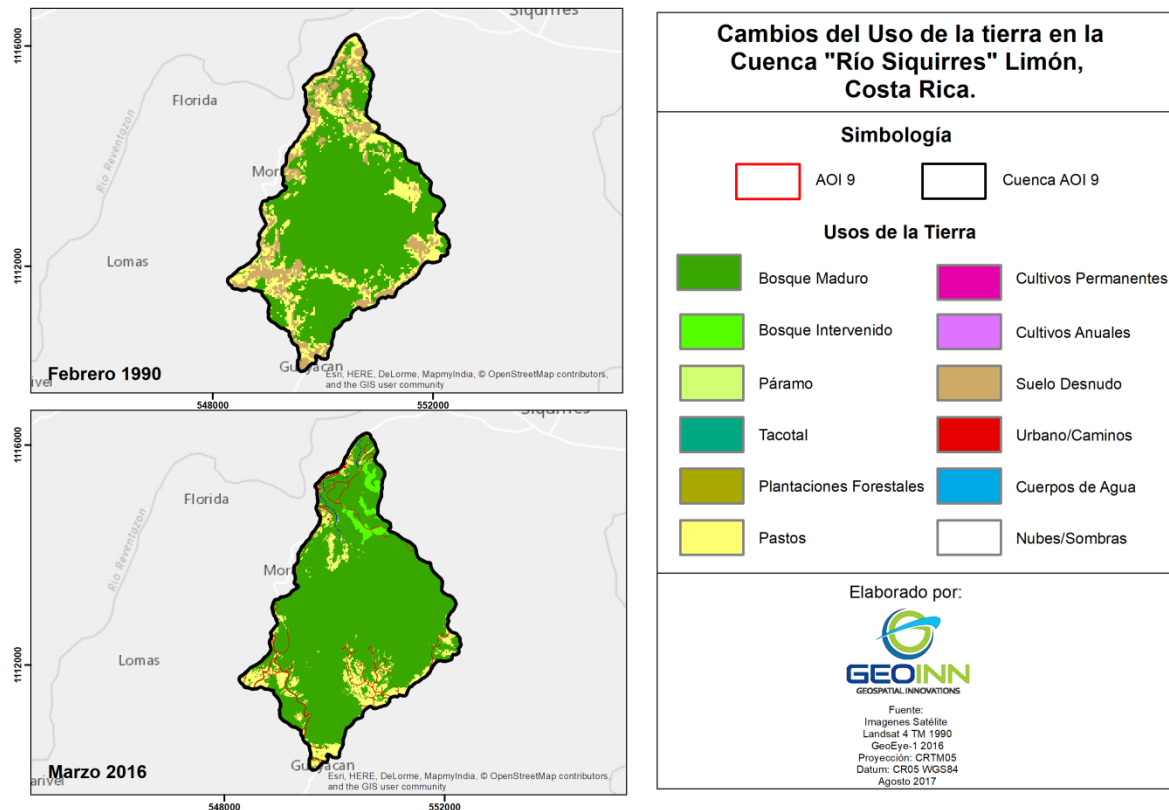 Siquirres
Florida
Río Reventazon
Mor
Lomas
Guayacan
ivel
Febrero 1990
Esri, HERE, DeLorme, MapmyIndia, © OpenStreetMap contributors,
and the GIS user community
1116000
1112000
548000
552000
Siquirres
Florida
Río Reventazon
Mor
Lomas
Guayacan
arivel
Marzo 2016
Esri, HERE, DeLorme, MapmyIndia, © OpenStreetMap contributors,
and the GIS user community
1116000
1112000
548000
552000
Cambios del Uso de la tierra en la
Cuenca "Río Siquirres" Limón,
Costa Rica.
Simbología
AOI 9
Cuenca AOI 9
Usos de la Tierra
Bosque Maduro
Cultivos Permanentes
Bosque Intervenido
Cultivos Anuales
Páramo
Suelo Desnudo
Tacotal
Urbano/Caminos
Plantaciones Forestales
Cuerpos de Agua
Pastos
Nubes/Sombras
Elaborado por:
GEOINN
GEOSPATIAL INNOVATIONS
Fuente:
Imagenes Satélite
Landsat 4 TM 1990
GeoEye-1 2016
Proyección: CRTM05
Datum: CR05 WGS84
Agosto 2017